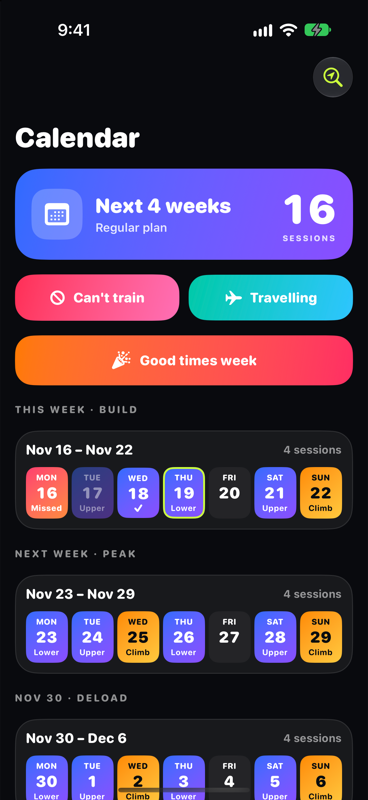 9:41
Calendar
Next 4 weeks
Regular plan
16
SESSIONS
Can't train
Travelling
Good times week
THIS WEEK · BUILD
Nov 16 – Nov 22 4 sessions
MON TUE WED THU FRI SAT SUN
16 17 18 19 20 21 22
Missed Upper Lower Upper Climb
NEXT WEEK · PEAK
Nov 23 – Nov 29 4 sessions
MON TUE WED THU FRI SAT SUN
23 24 25 26 27 28 29
Lower Upper Climb Lower Upper Climb
NOV 30 · DELOAD
Nov 30 – Dec 6 4 sessions
MON TUE WED THU FRI SAT SUN
30 1 2 3 4 5 6
Lower Upper Climb Lower Upper Climb